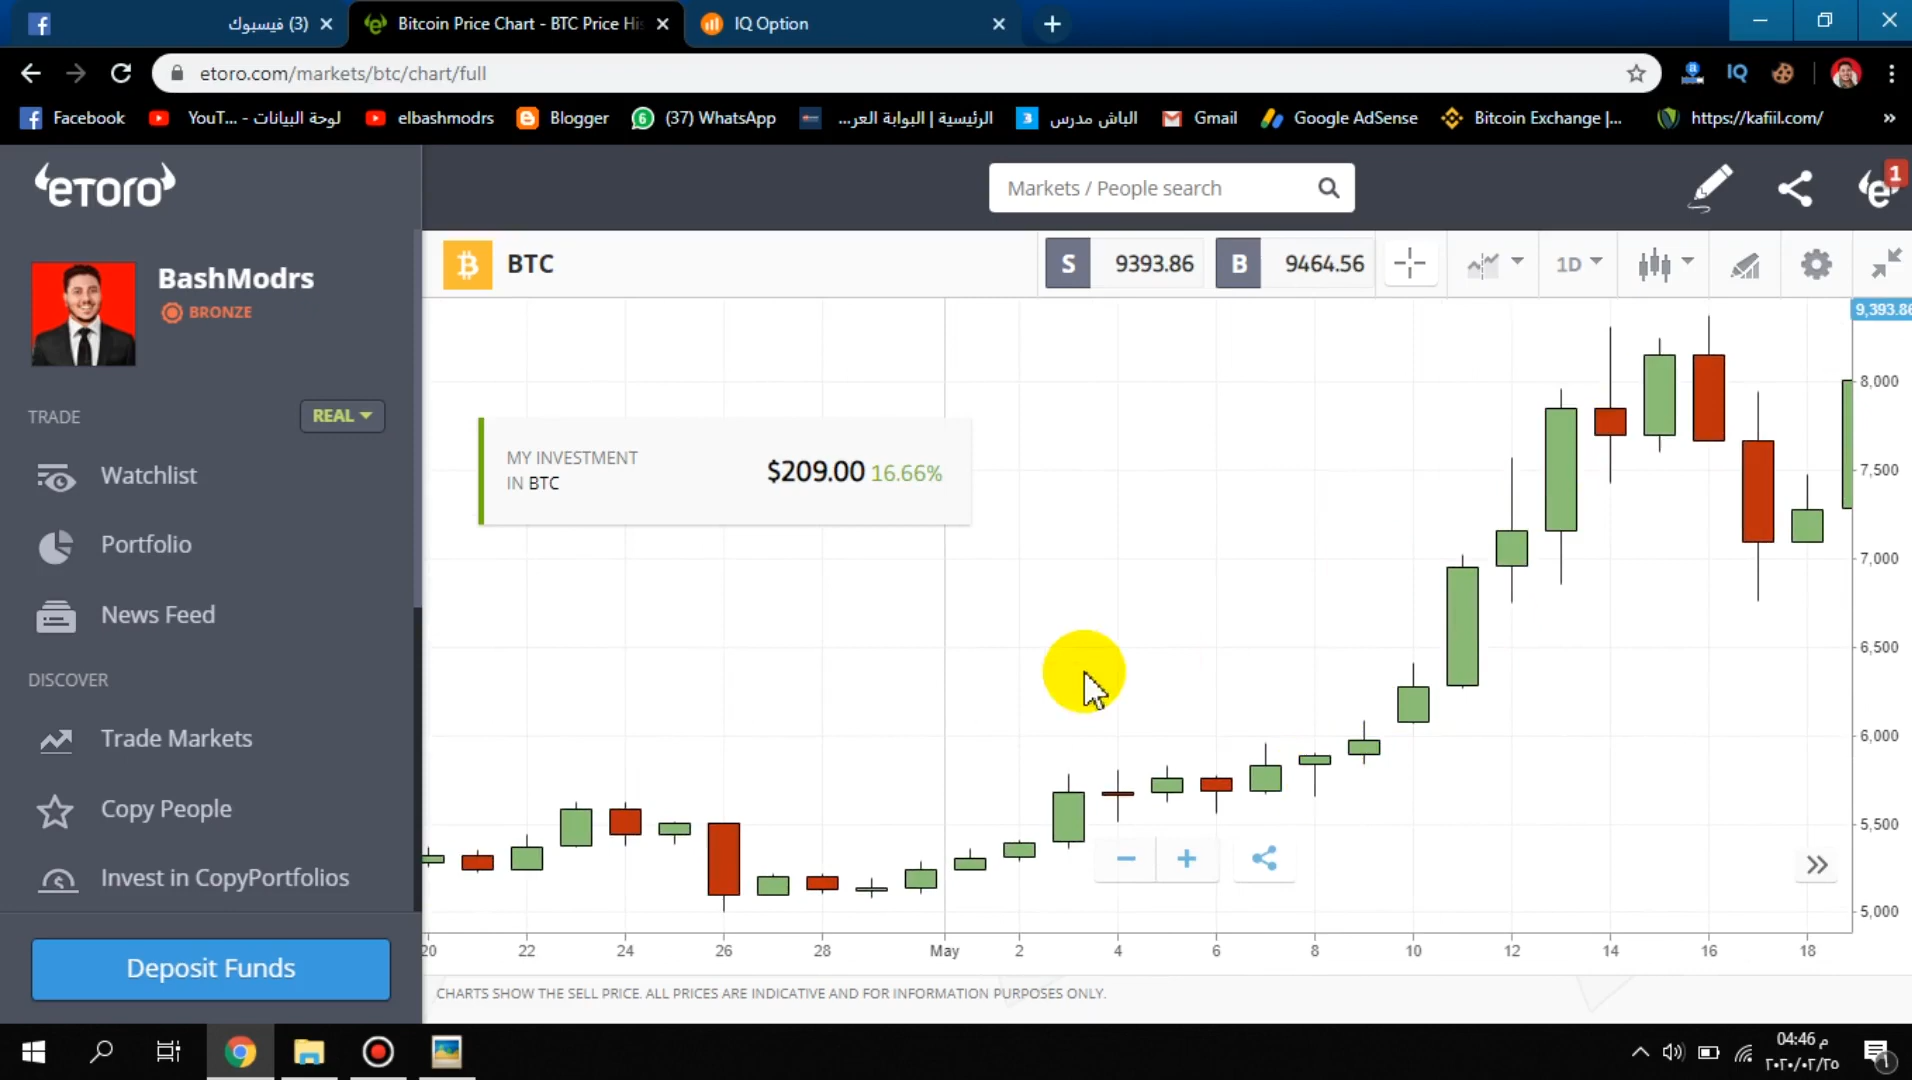 (3) فيسبوك
Bitcoin Price Chart - BTC Price His
IQ Option
etoro.com/markets/btc/chart/full
IQ
Facebook
لوحة البيانات - YouT...
elbashmodrs
Blogger
(37) WhatsApp
الرئيسية | البوابة العر...
الباش مدرس
Gmail
Google AdSense
Bitcoin Exchange |...
https://kafiil.com/
»
eTORO
Markets / People search
1
BashModrs
BRONZE
BTC
S 9393.86
B 9464.56
1D
9,393.86
TRADE
REAL
Watchlist
Portfolio
News Feed
DISCOVER
Trade Markets
Copy People
Invest in CopyPortfolios
Deposit Funds
MY INVESTMENT
IN BTC
$209.00 16.66%
8,000
7,500
7,000
6,500
6,000
5,500
5,000
20 22 24 26 28 May 2 4 6 8 10 12 14 16 18
CHARTS SHOW THE SELL PRICE. ALL PRICES ARE INDICATIVE AND FOR INFORMATION PURPOSES ONLY.
04:46 م
٢٠٢٠/٠٢/٢٥
١